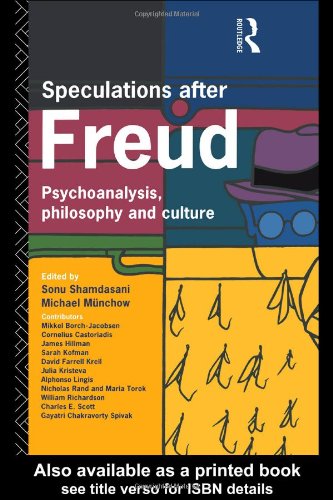 ROUTLEDGE
Speculations after
Freud
Psychoanalysis,
philosophy and culture
Edited by
Sonu Shamdasani
Michael Münchow
Contributors
Mikkel Borch-Jacobsen
Cornelius Castoriadis
James Hillman
Sarah Kofman
David Farrell Krell
Julia Kristeva
Alphonso Lingis
Nicholas Rand and Maria Torok
William Richardson
Charles E. Scott
Gayatri Chakravorty Spivak
Also available as a printed book
see title verso for ISBN details